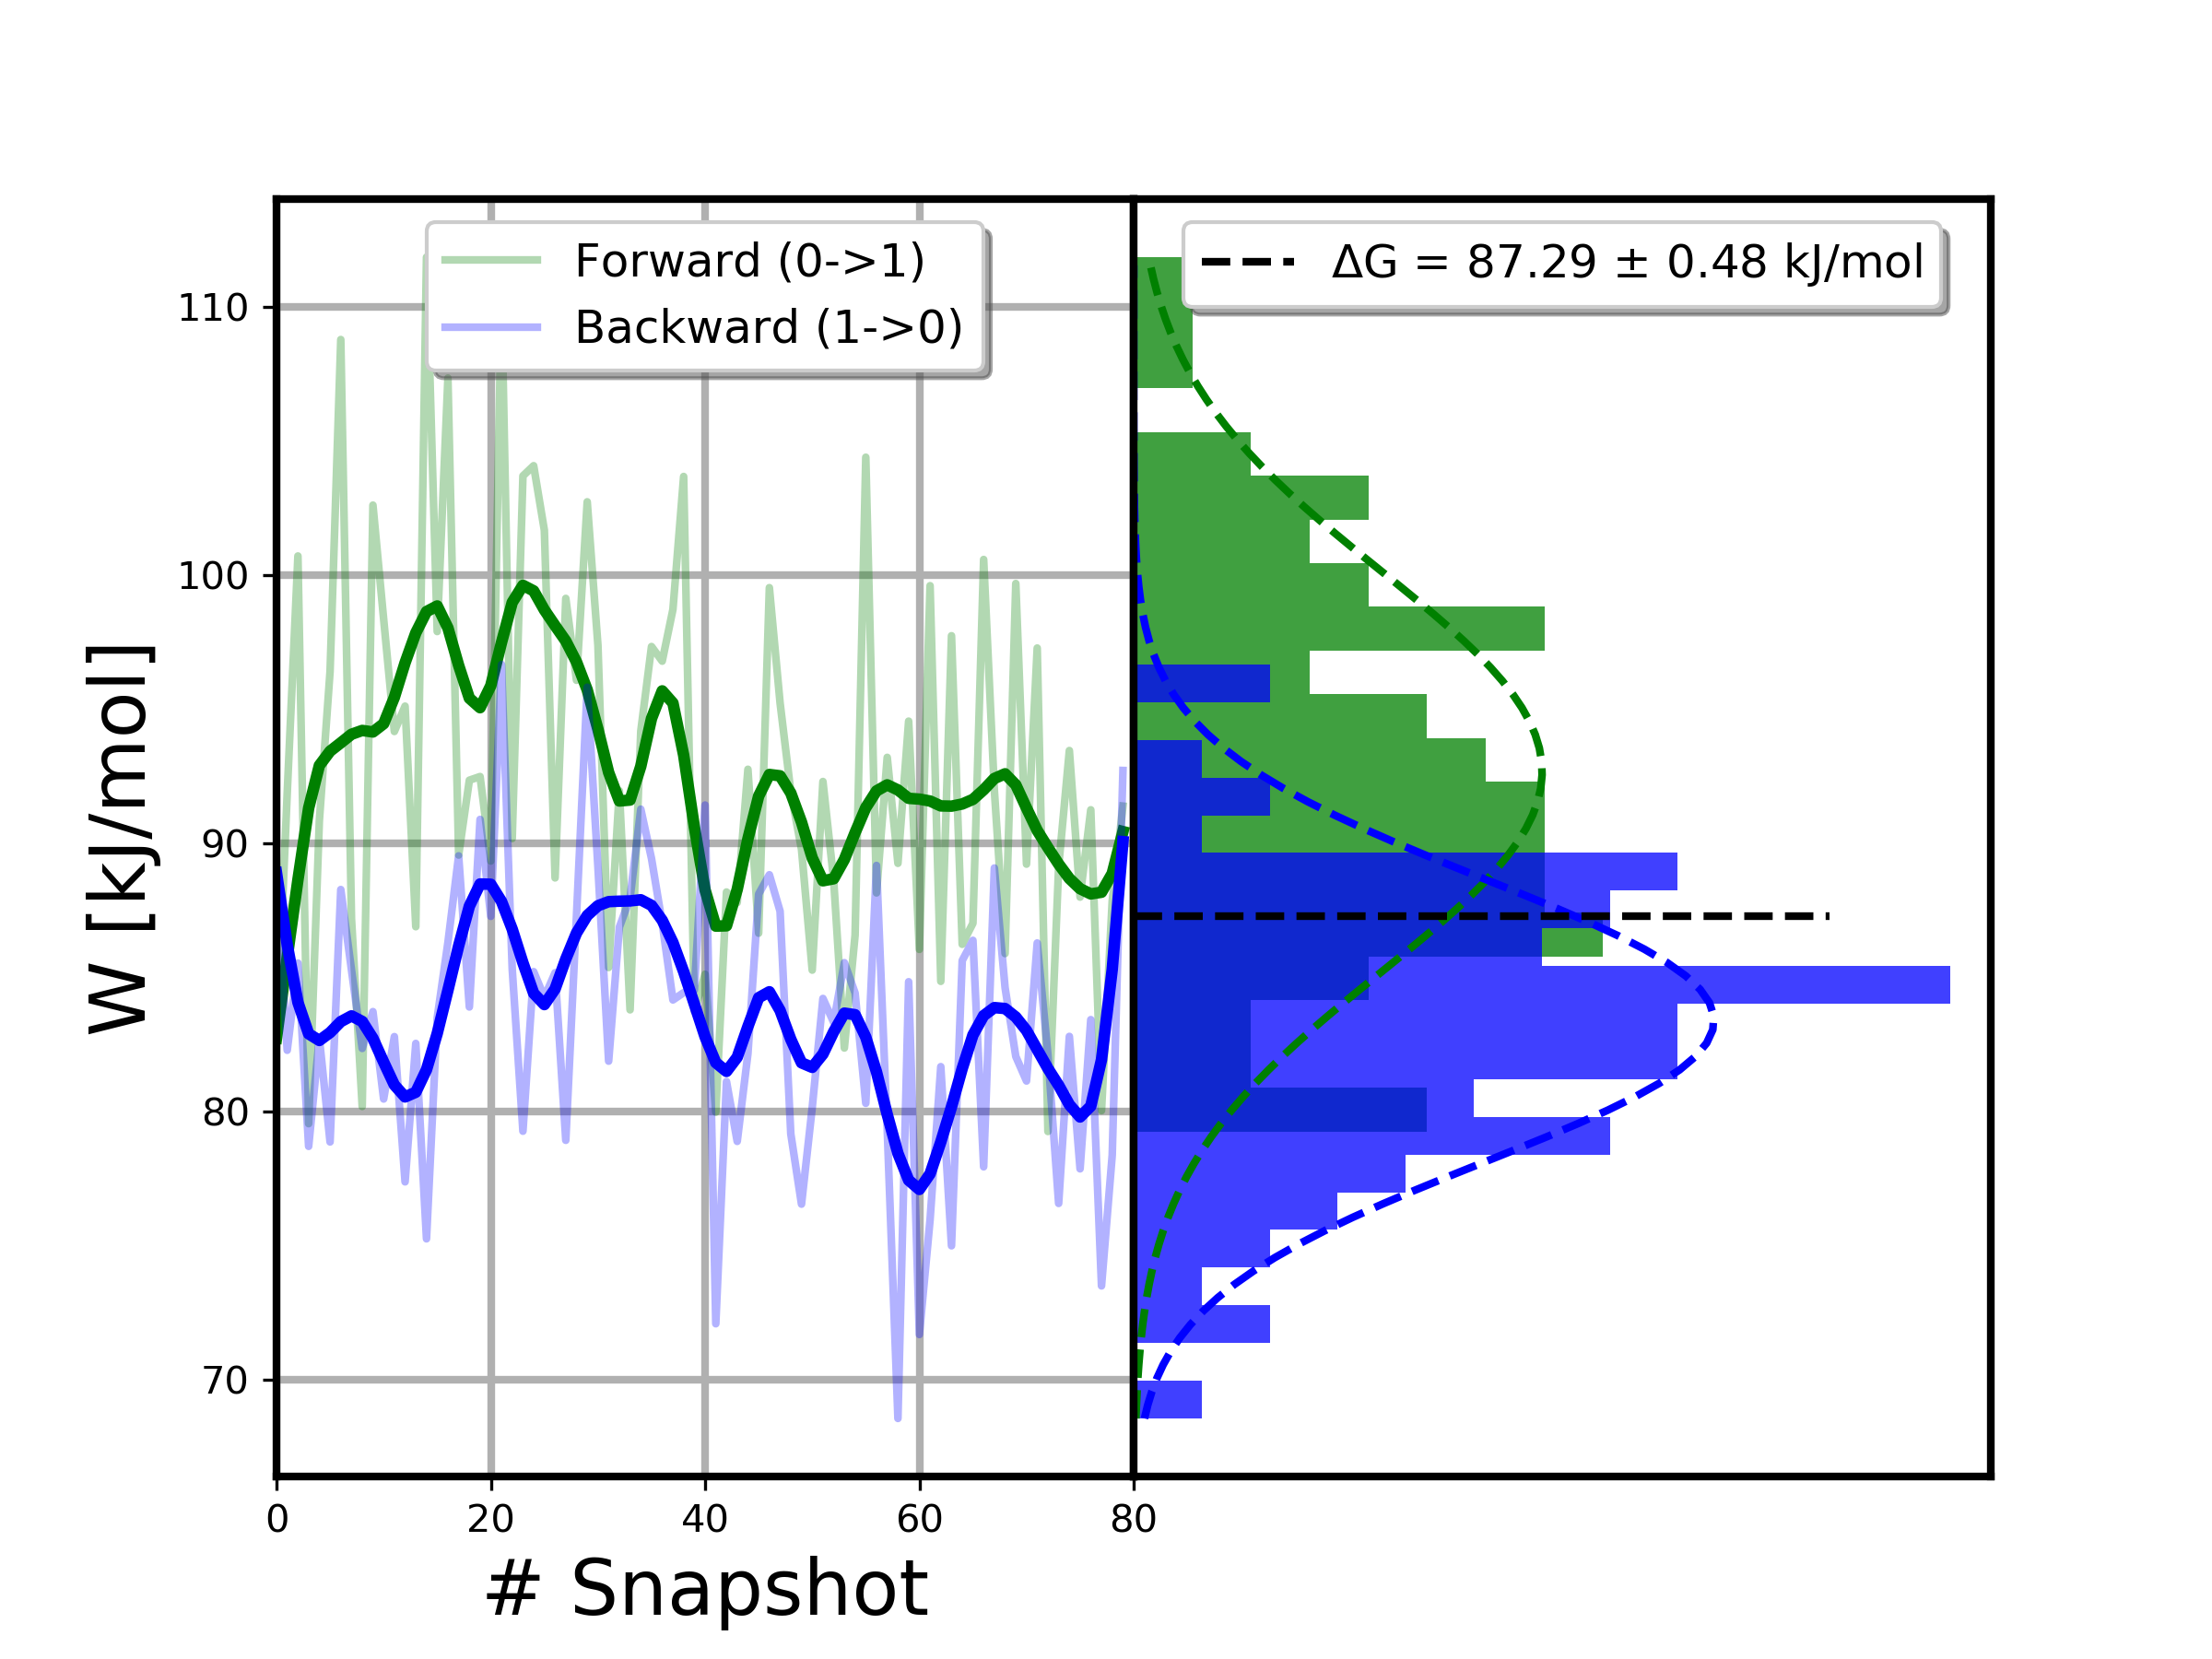 Forward (0->1)
Backward (1->0)
ΔG = 87.29 ± 0.48 kJ/mol
W [kJ/mol]
110
100
90
80
70
0 20 40 60 80
# Snapshot